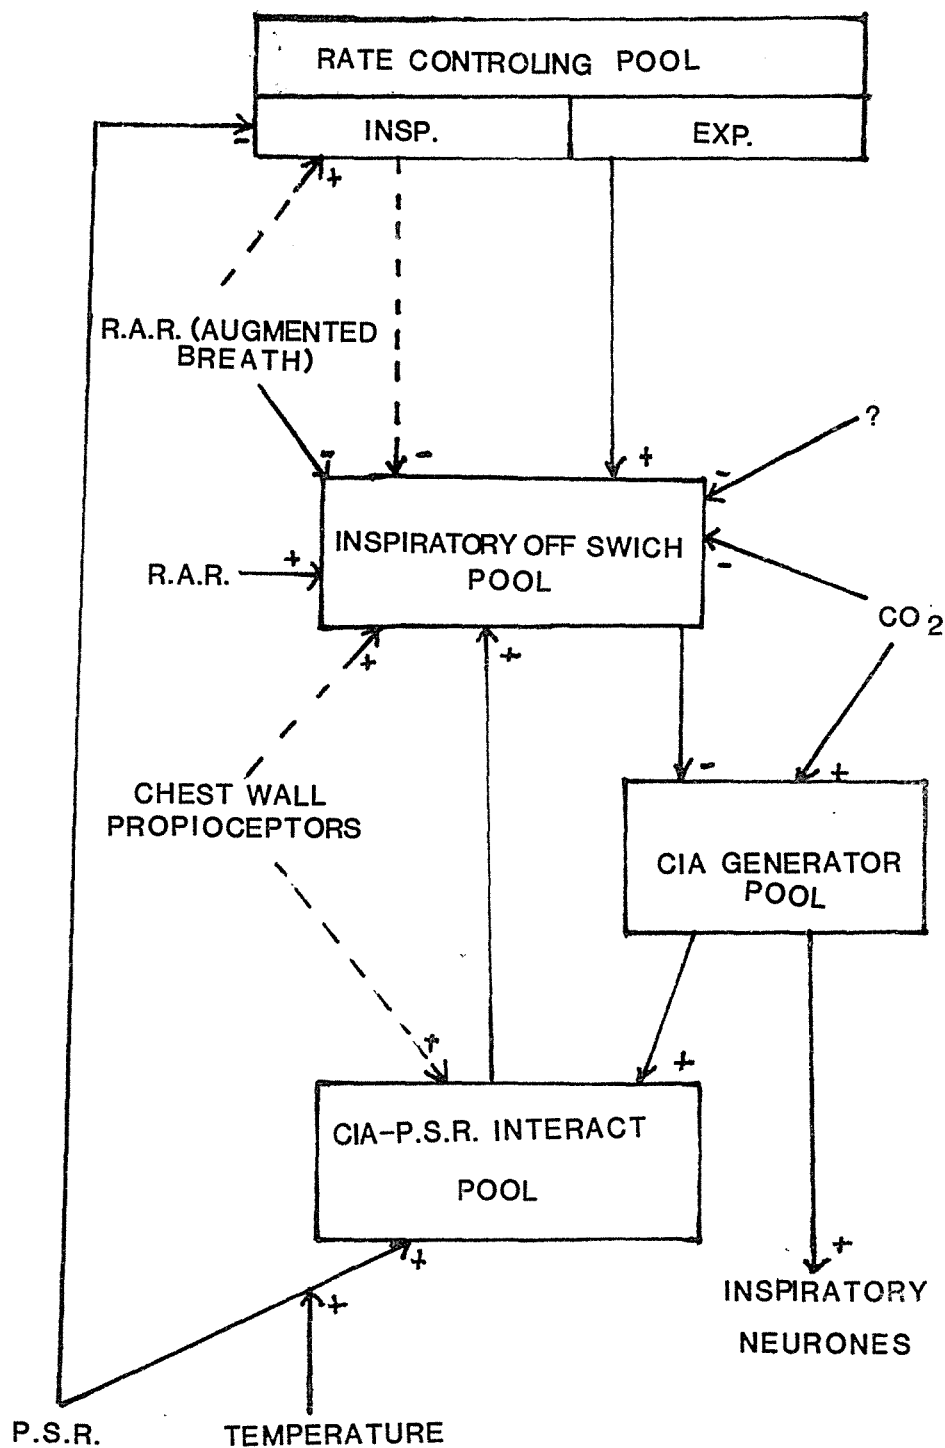 RATE CONTROLING POOL
INSP.
EXP.
-
+
R.A.R. (AUGMENTED
BREATH)
?
-
-
+
-
INSPIRATORY OFF SWICH
POOL
+
R.A.R.
-
CO2
+
+
-
+
CHEST WALL
PROPIOCEPTORS
CIA GENERATOR
POOL
+
+
CIA-P.S.R. INTERACT
POOL
+
+
+
INSPIRATORY
NEURONES
P.S.R.
TEMPERATURE